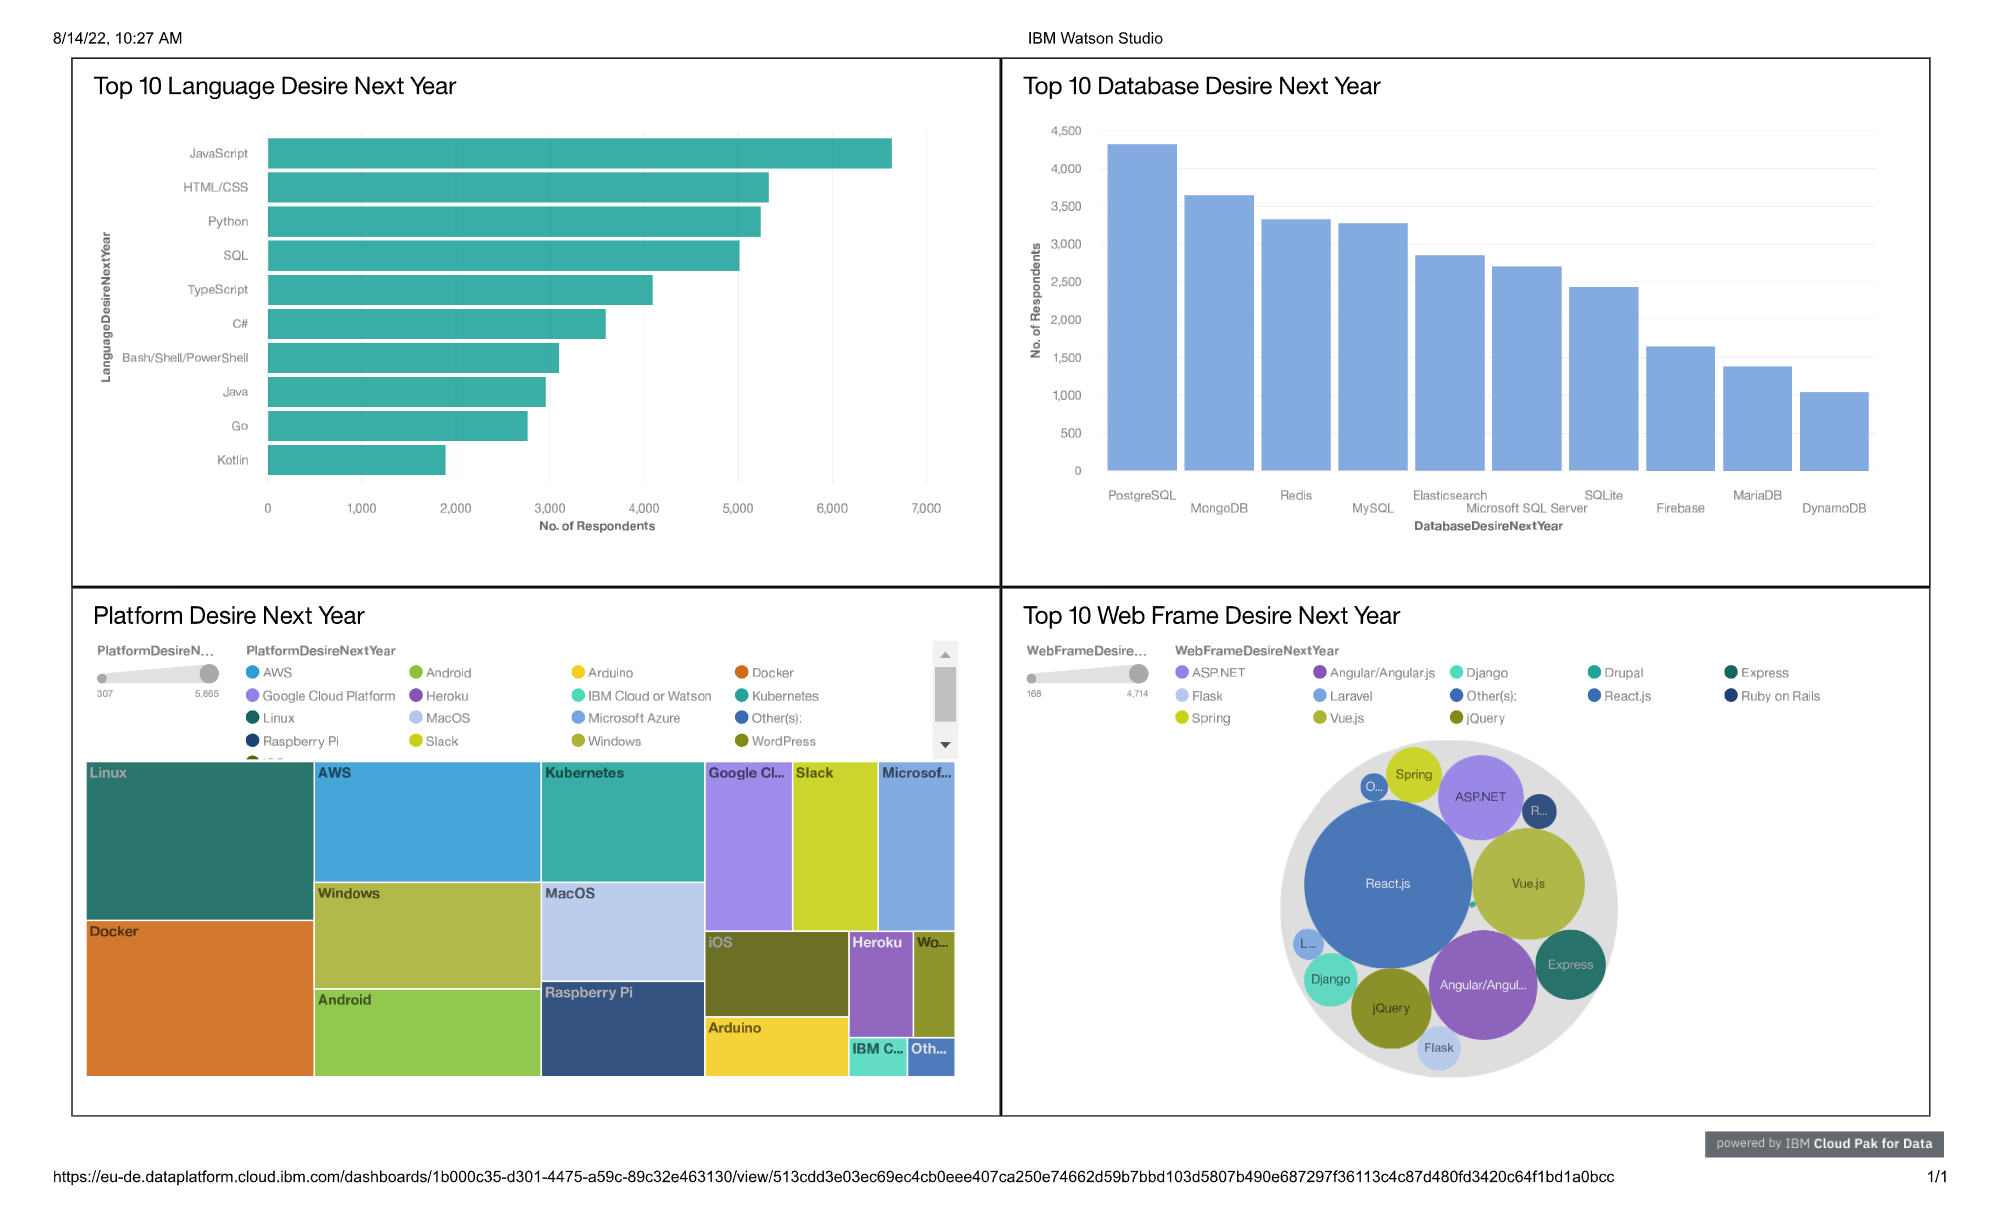 8/14/22, 10:27 AM
IBM Watson Studio
Top 10 Language Desire Next Year
LanguageDesireNextYear
JavaScript
HTML/CSS
Python
SQL
TypeScript
C#
Bash/Shell/PowerShell
Java
Go
Kotlin
0 1,000 2,000 3,000 4,000 5,000 6,000 7,000
No. of Respondents
Top 10 Database Desire Next Year
No. of Respondents
4,500
4,000
3,500
3,000
2,500
2,000
1,500
1,000
500
0
PostgreSQL Redis Elasticsearch SQLite MariaDB
MongoDB MySQL Microsoft SQL Server Firebase DynamoDB
DatabaseDesireNextYear
Platform Desire Next Year
PlatformDesireN... PlatformDesireNextYear
307 5,865
AWS Android Arduino Docker
Google Cloud Platform Heroku IBM Cloud or Watson Kubernetes
Linux MacOS Microsoft Azure Other(s):
Raspberry Pi Slack Windows WordPress
Linux AWS Kubernetes Google Cl... Slack Microsof...
Windows MacOS
Docker iOS Heroku Wo...
Android Raspberry Pi
Arduino
IBM C... Oth...
Top 10 Web Frame Desire Next Year
WebFrameDesire... WebFrameDesireNextYear
168 4,714
ASP.NET Angular/Angular.js Django Drupal Express
Flask Laravel Other(s): React.js Ruby on Rails
Spring Vue.js jQuery
Spring
O...
ASP.NET
R...
React.js Vue.js
L...
Express
Django
Angular/Angul...
jQuery
Flask
powered by IBM Cloud Pak for Data
https://eu-de.dataplatform.cloud.ibm.com/dashboards/1b000c35-d301-4475-a59c-89c32e463130/view/513cdd3e03ec69ec4cb0eee407ca250e74662d59b7bbd103d5807b490e687297f36113c4c87d480fd3420c64f1bd1a0bcc
1/1